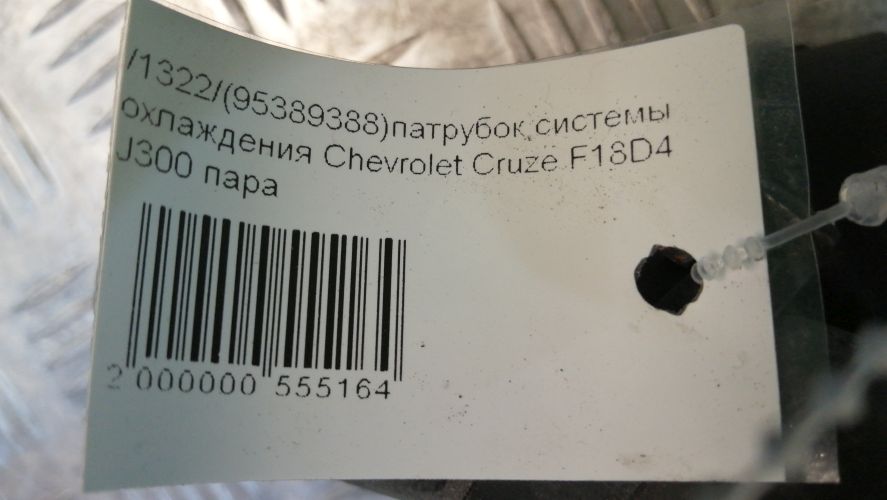 /1322/(95389388)патрубок системы
охлаждения Chevrolet Cruze F18D4
J300 пара
2 000000 555164